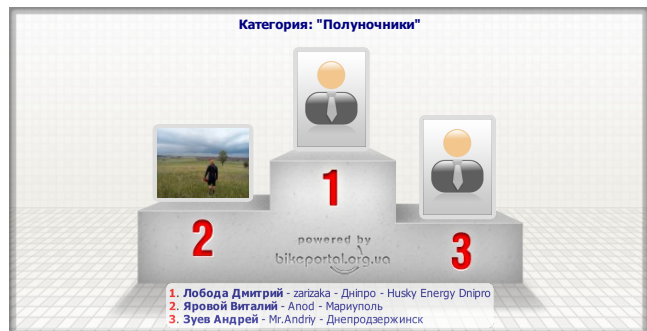 Категория: "Полуночники"
1
2
3
powered by
bikeportal.org.ua
1. Лобода Дмитрий - zarizaka - Дніпро - Husky Energy Dnipro
2. Яровой Виталий - Anod - Мариуполь
3. Зуев Андрей - Mr.Andriy - Днепродзержинск